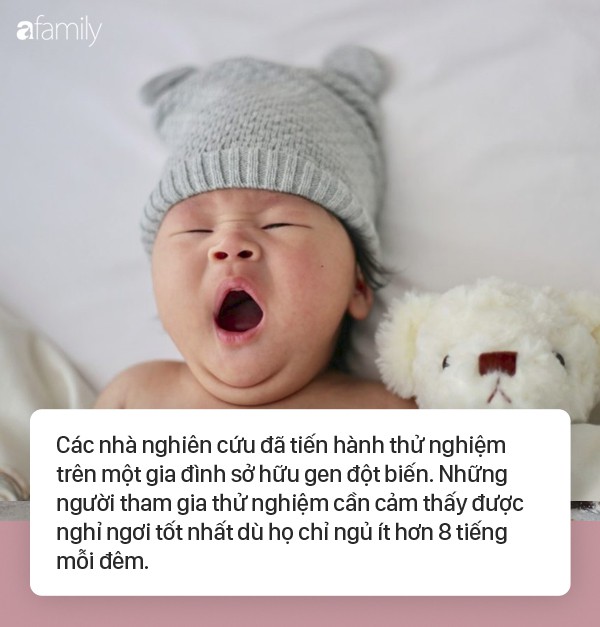 afamily
Các nhà nghiên cứu đã tiến hành thử nghiệm
trên một gia đình sở hữu gen đột biến. Những
người tham gia thử nghiệm cần cảm thấy được
nghỉ ngơi tốt nhất dù họ chỉ ngủ ít hơn 8 tiếng
mỗi đêm.